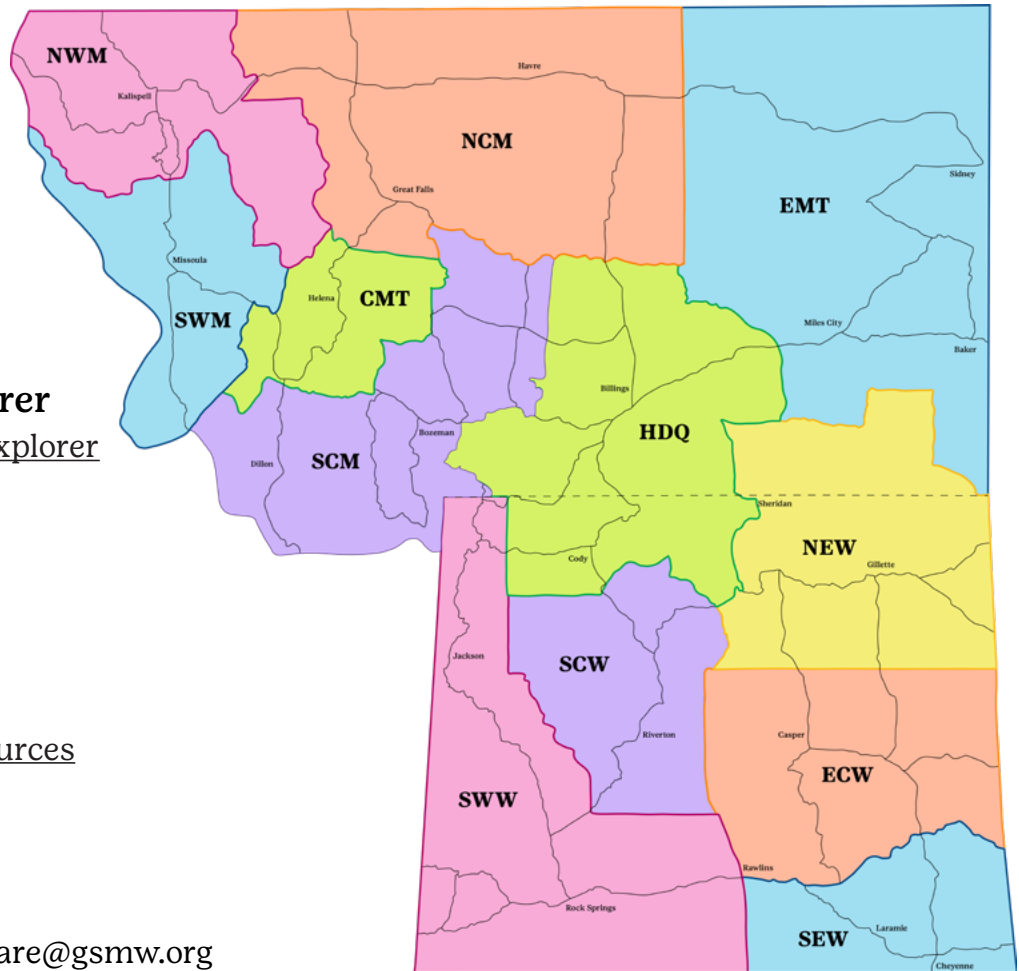 NWM
Havre
Kalispell
NCM
Sidney
Great Falls
EMT
Missoula
Helena
CMT
SWM
Miles City
Baker
rer
Billings
xplorer
Bozeman
HDQ
Dillon
SCM
Sheridan
NEW
Cody
Gillette
Jackson
SCW
urces
Riverton
Casper
ECW
SWW
Rawlins
Rock Springs
Laramie
SEW
are@gsmw.org
Cheyenne